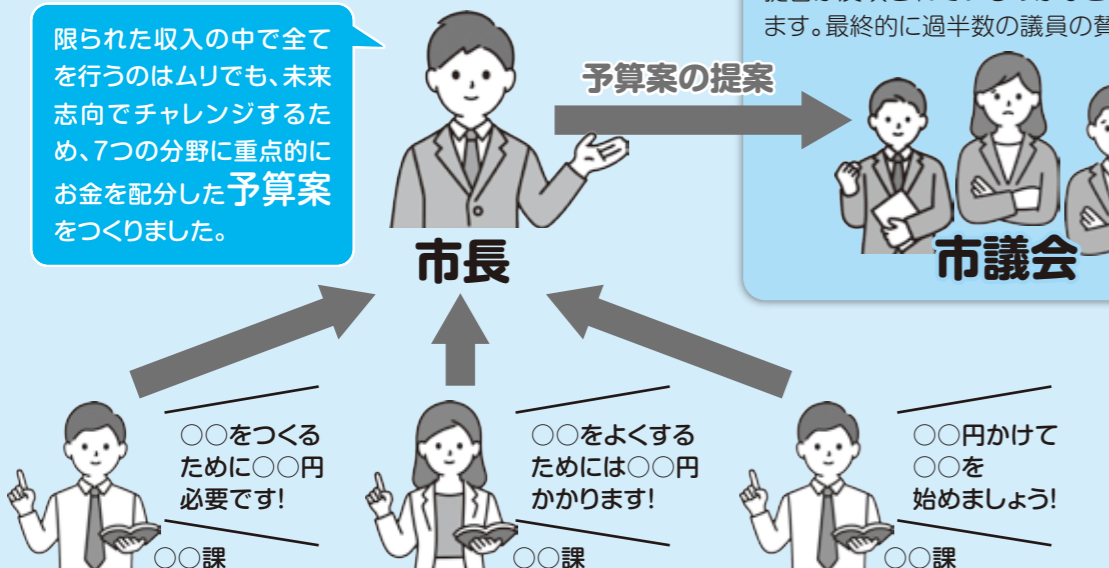 ます。最終的に過半数の議員の賛
限られた収入の中で全て
を行うのはムリでも、未来
志向でチャレンジするた
め、7つの分野に重点的に
お金を配分した予算案
をつくりました。
予算案の提案
市長
市議会
○○をつくる
ために○○円
必要です!
○○課
○○をよくする
ためには○○円
かかります!
○○課
○○円かけて
○○を
始めましょう!
○○課